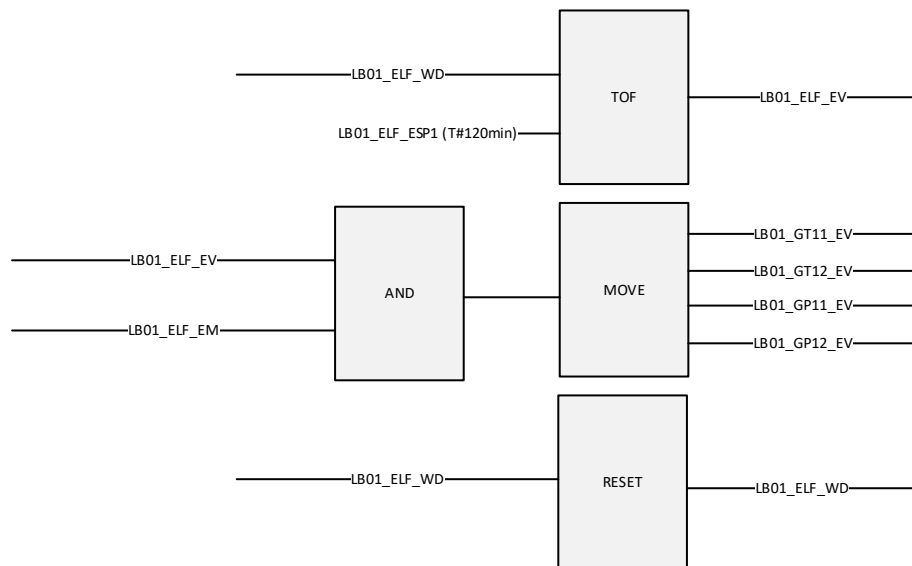 LB01_ELF_WD
TOF
LB01_ELF_EV
LB01_ELF_ESP1 (T#120min)
LB01_ELF_EV
LB01_ELF_EM
AND
MOVE
LB01_GT11_EV
LB01_GT12_EV
LB01_GP11_EV
LB01_GP12_EV
LB01_ELF_WD
RESET
LB01_ELF_WD